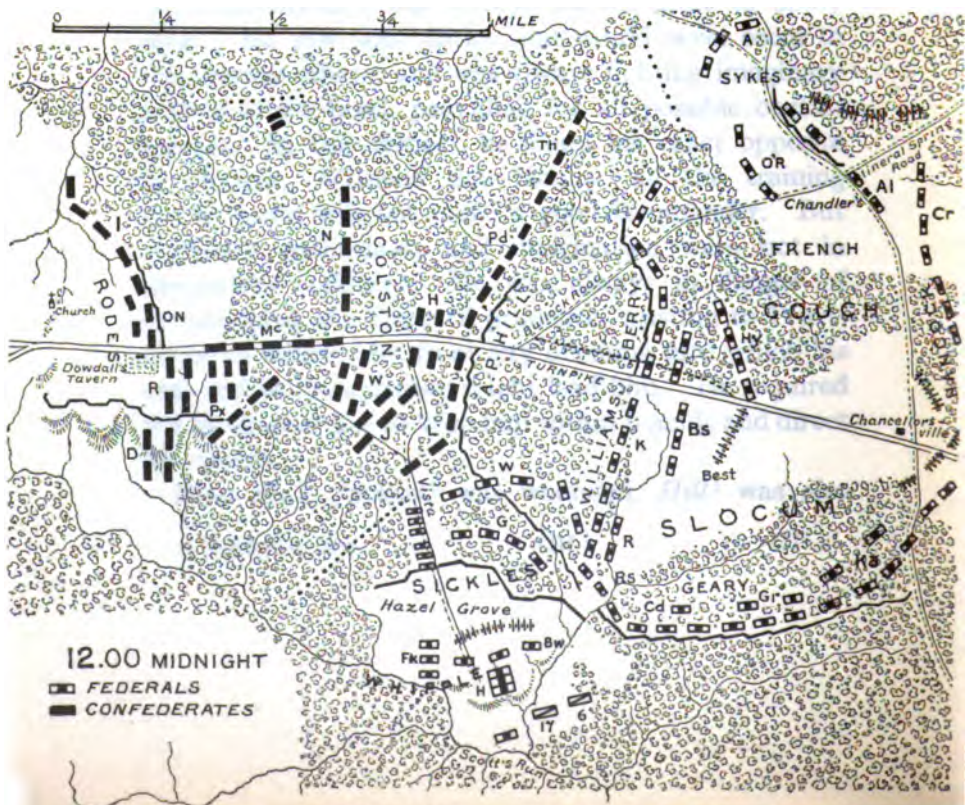 0 1/4 1/2 3/4 1 MILE
A
SYKES
B
Th
OR
Mineral Spring Road
Al
Chandler's
Cr
FRENCH
I
N
COLSTON
Pd
RODES
COUCH
Church
ON
Mc
H
A P HILL
Bullock Road
BERRY
Hy
TURNPIKE
Dowdall's
Tavern
R
Px
C
W
J
L
D
WILLIAMS
K
Bs
Best
Chancellorsville
Vista
W
G
SICKLES
SLOCUM
R
Rs
Ks
GEARY
Cd
Gr
Hazel Grove
Fk
Bw
WHIPPLE
H
17
6
Scott's Run
12.00 MIDNIGHT
FEDERALS
CONFEDERATES